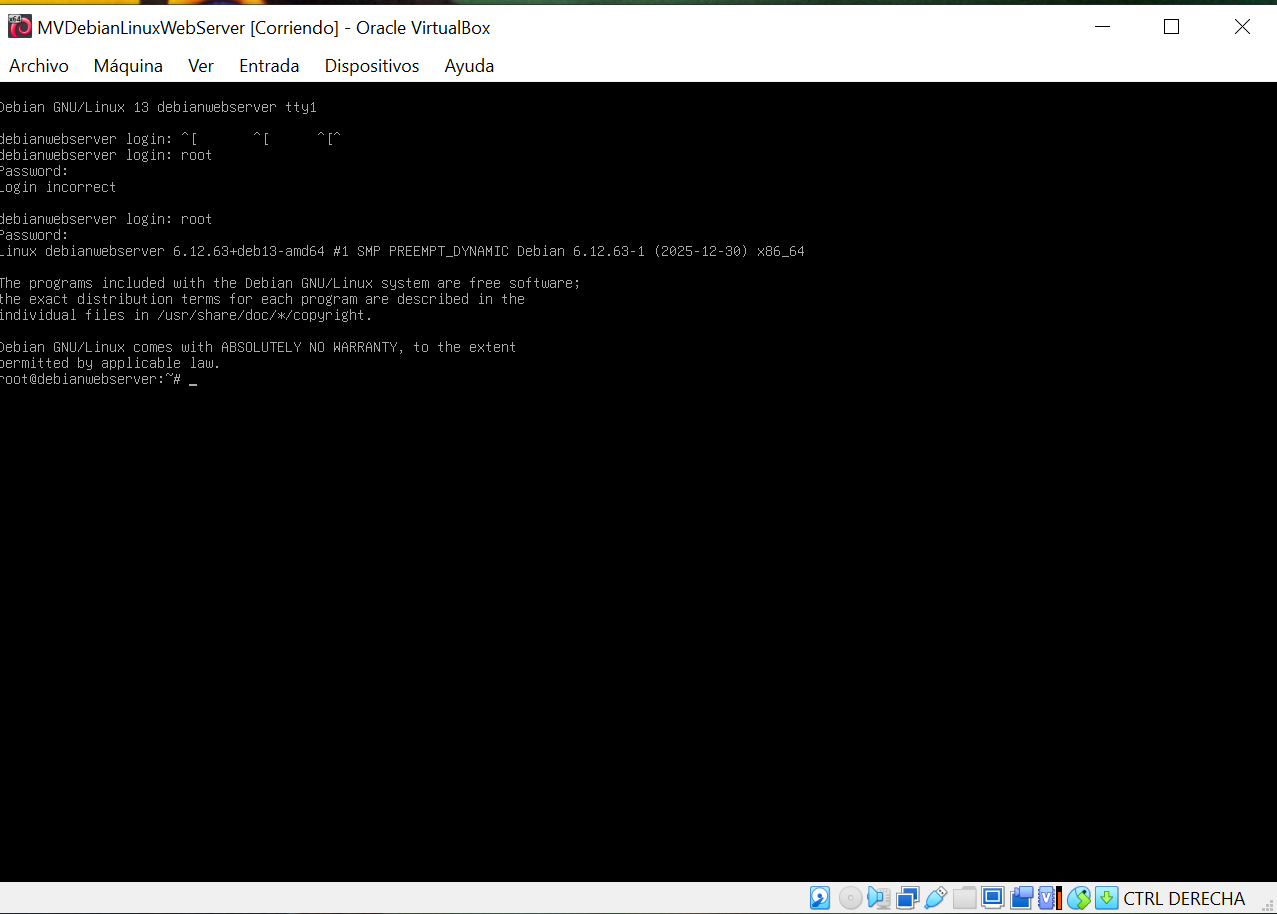 MVDebianLinuxWebServer [Corriendo] - Oracle VirtualBox
Archivo Máquina Ver Entrada Dispositivos Ayuda
Debian GNU/Linux 13 debianwebserver tty1
debianwebserver login: ^[ ^[ ^[^
debianwebserver login: root
Password:
Login incorrect
debianwebserver login: root
Password:
Linux debianwebserver 6.12.63+deb13-amd64 #1 SMP PREEMPT_DYNAMIC Debian 6.12.63-1 (2025-12-30) x86_64
The programs included with the Debian GNU/Linux system are free software;
the exact distribution terms for each program are described in the
individual files in /usr/share/doc/*/copyright.
Debian GNU/Linux comes with ABSOLUTELY NO WARRANTY, to the extent
permitted by applicable law.
root@debianwebserver:~# _
CTRL DERECHA